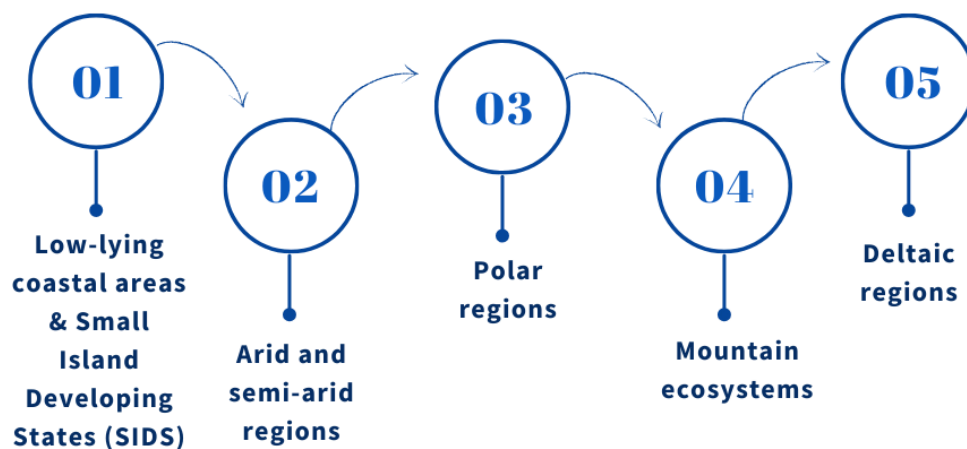 01
Low-lying
coastal areas
& Small
Island
Developing
States (SIDS)
02
Arid and
semi-arid
regions
03
Polar
regions
04
Mountain
ecosystems
05
Deltaic
regions